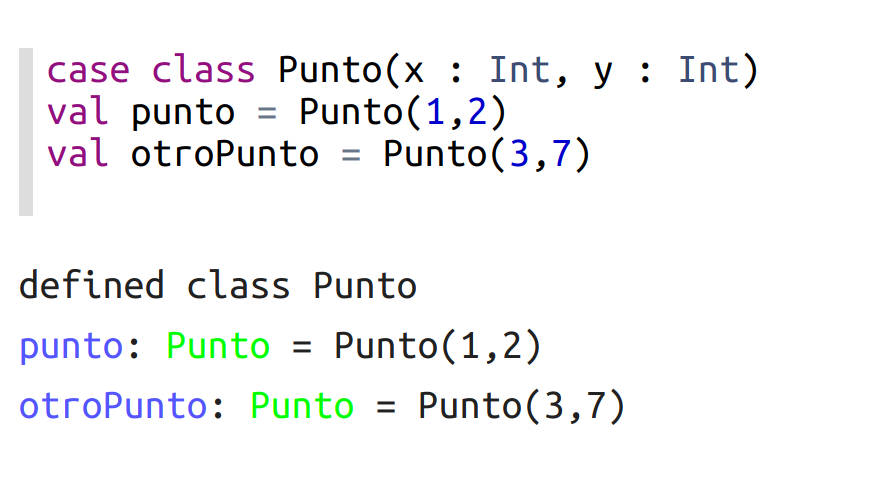 case class Punto(x : Int, y : Int)
val punto = Punto(1,2)
val otroPunto = Punto(3,7)
defined class Punto
punto: Punto = Punto(1,2)
otroPunto: Punto = Punto(3,7)